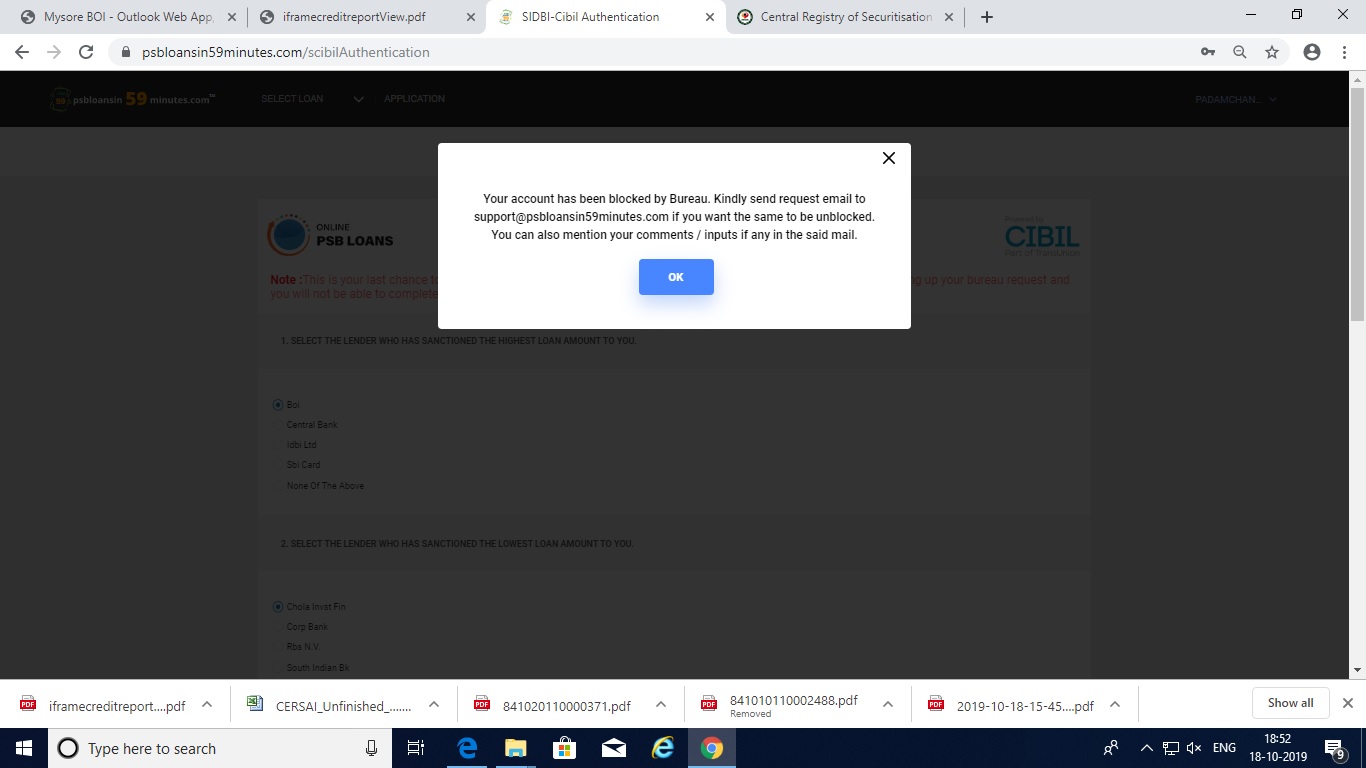 Mysore BOI - Outlook Web App,
iframecreditreportView.pdf
SIDBI-Cibil Authentication
Central Registry of Securitisation
psbloansin59minutes.com/scibilAuthentication
psbloansin 59 minutes.com™
SELECT LOAN
APPLICATION
PADAMCHAN...
Your account has been blocked by Bureau. Kindly send request email to
support@psbloansin59minutes.com if you want the same to be unblocked.
You can also mention your comments / inputs if any in the said mail.
OK
ONLINE
PSB LOANS
Powered by
CIBIL
Part of TransUnion
Note :This is your last chance to
ng up your bureau request and
you will not be able to complete
1. SELECT THE LENDER WHO HAS SANCTIONED THE HIGHEST LOAN AMOUNT TO YOU.
Boi
Central Bank
Idbi Ltd
Sbi Card
None Of The Above
2. SELECT THE LENDER WHO HAS SANCTIONED THE LOWEST LOAN AMOUNT TO YOU.
Chola Invst Fin
Corp Bank
Rbs N.V.
South Indian Bk
iframecreditreport....pdf
CERSAI_Unfinished_.......
841020110000371.pdf
841010110002488.pdf
Removed
2019-10-18-15-45....pdf
Show all
Type here to search
ENG
18:52
18-10-2019
9